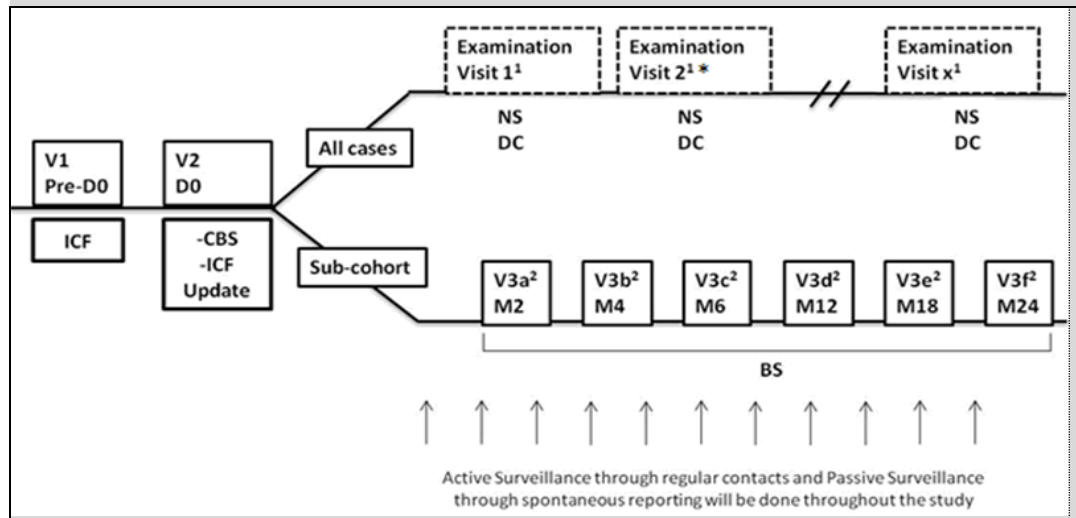 Examination
Visit 1¹
Examination
Visit 2¹ *
Examination
Visit x¹
NS
DC
NS
DC
NS
DC
All cases
V1
Pre-D0
V2
D0
ICF
-CBS
-ICF
Update
Sub-cohort
V3a²
M2
V3b²
M4
V3c²
M6
V3d²
M12
V3e²
M18
V3f²
M24
BS
Active Surveillance through regular contacts and Passive Surveillance
through spontaneous reporting will be done throughout the study